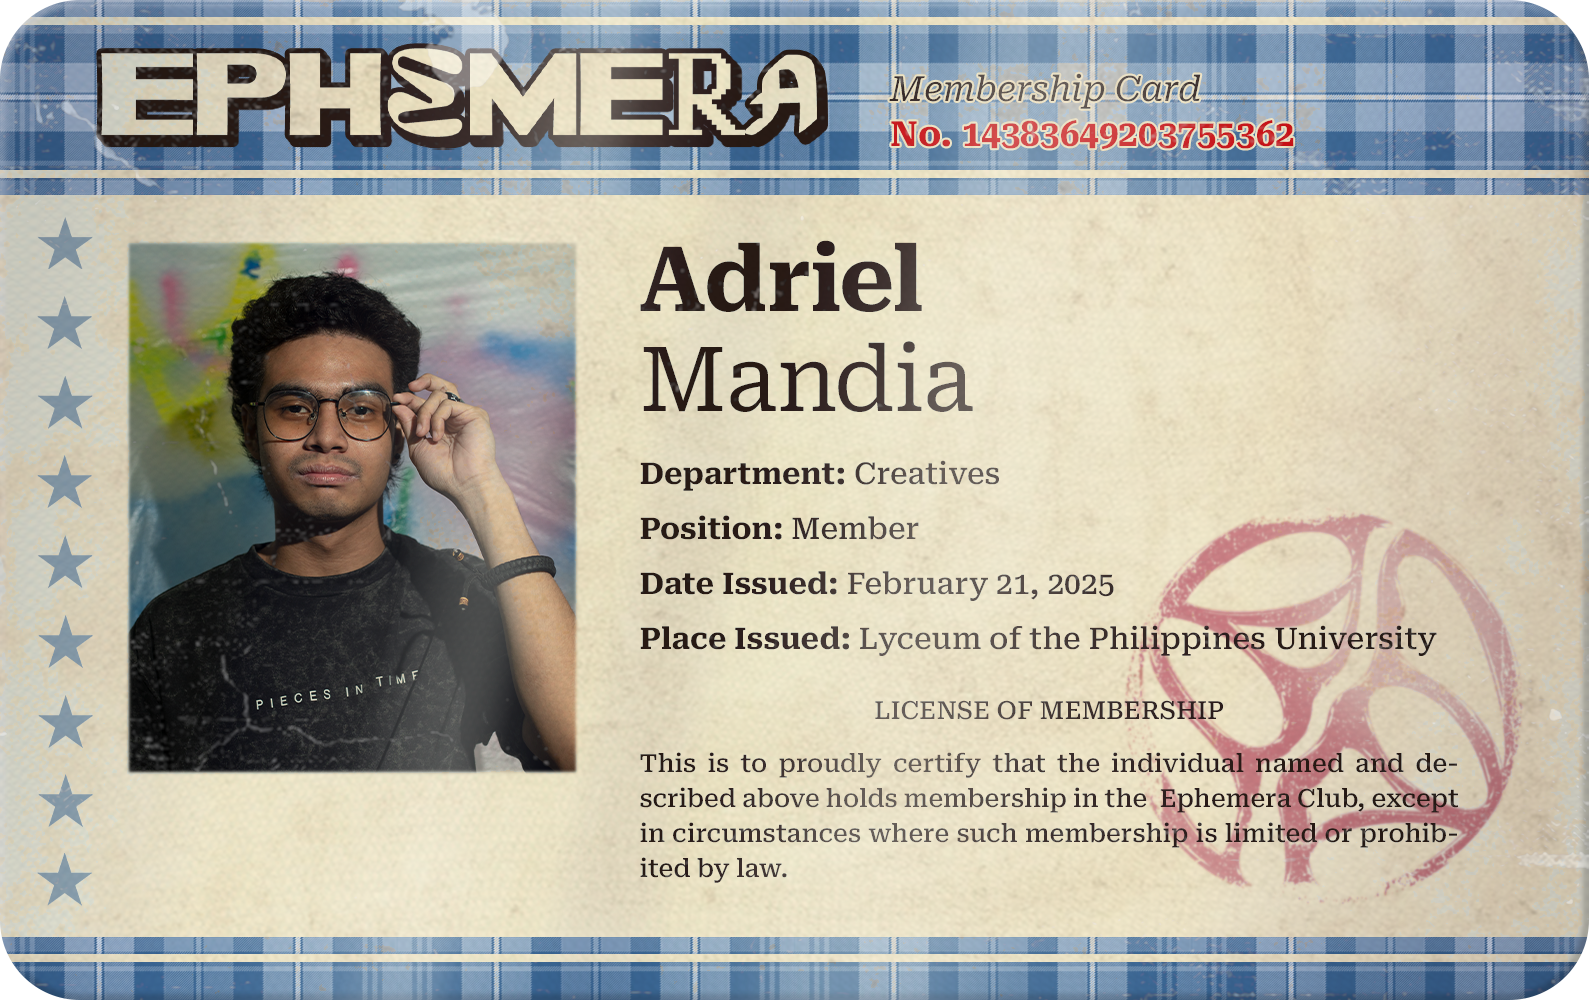 EPHEMERA
Membership Card
No. 14383649203755362
Adriel
Mandia
Department: Creatives
Position: Member
Date Issued: February 21, 2025
Place Issued: Lyceum of the Philippines University
PIECES IN TIME
LICENSE OF MEMBERSHIP
This is to proudly certify that the individual named and de-
scribed above holds membership in the Ephemera Club, except
in circumstances where such membership is limited or prohib-
ited by law.